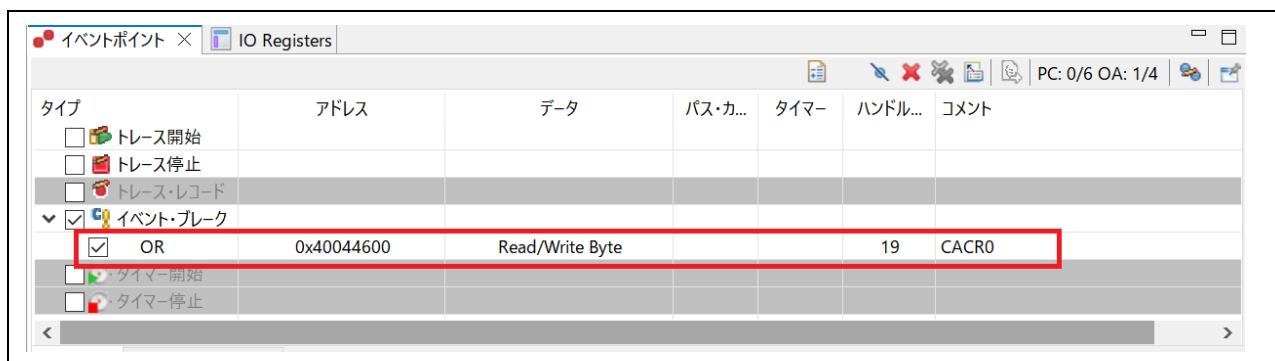 イベントポイント IO Registers
PC: 0/6 OA: 1/4
タイプ アドレス データ パス・カ... タイマー ハンドル... コメント
トレース開始
トレース停止
トレース・レコード
イベント・ブレーク
OR 0x40044600 Read/Write Byte 19 CACR0
タイマー開始
タイマー停止